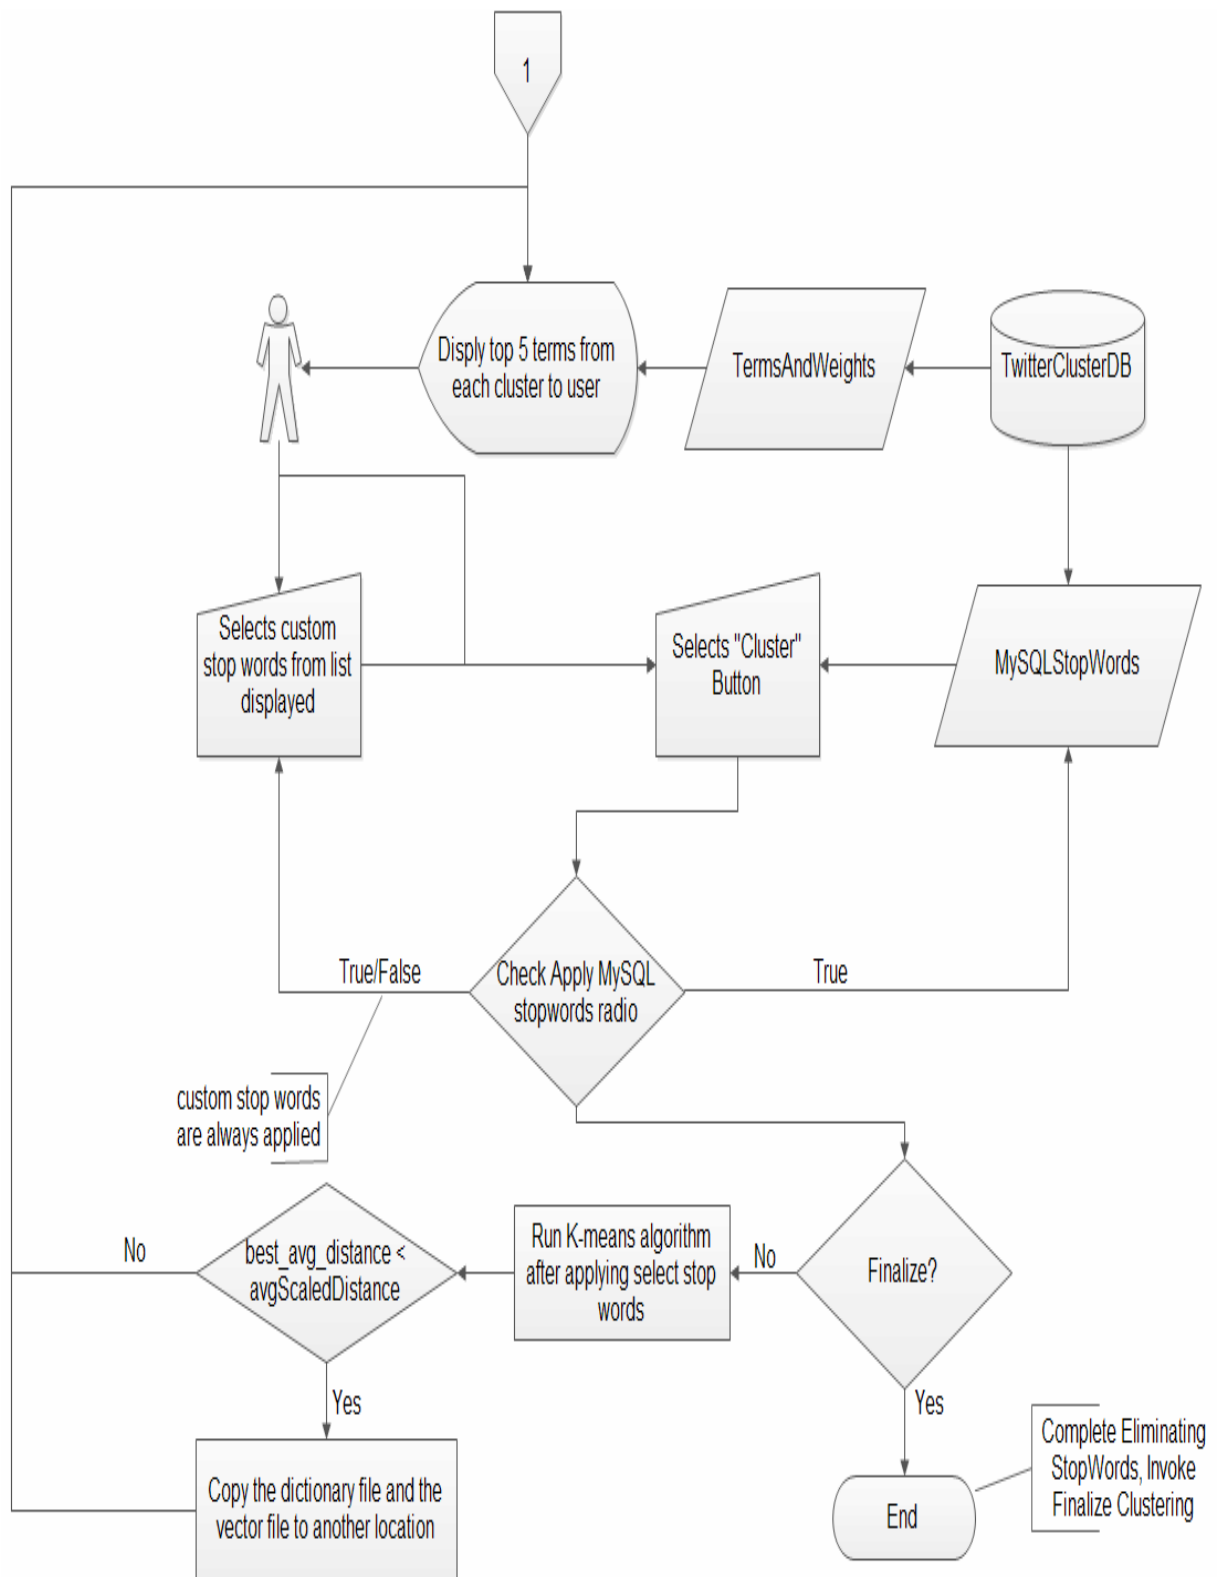 1
Disply top 5 terms from
each cluster to user
TermsAndWeights
TwitterClusterDB
Selects custom
stop words from list
displayed
Selects "Cluster"
Button
MySQLStopWords
True/False
Check Apply MySQL
stopwords radio
True
custom stop words
are always applied
No
best_avg_distance <
avgScaledDistance
Run K-means algorithm
after applying select stop
words
No
Finalize?
Yes
Yes
Copy the dictionary file and the
vector file to another location
End
Complete Eliminating
StopWords, Invoke
Finalize Clustering